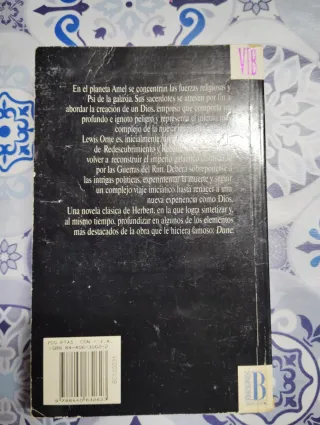 VIB
En el planeta Amel se concentran las fuerzas religiosas y
Psi de la galaxia. Sus sacerdotes se atreven por fin a
abordar la creación de un Dios, empeño que comporta un
profundo e ignoto peligro y representa el intento más
complejo de la nueva
Lewis Orne es, inicialmente, un
de Redescubrimiento y
volver a reconstruir el imperio galáctico
por las Guerras del Rim. Deberá sobreponerse a
las intrigas políticas, experimentar la muerte y seguir
un complejo viaje iniciático hasta renacer a una
nueva experiencia como Dios.
Una novela clásica de Herbert, en la que logra sintetizar y,
al mismo tiempo, profundizar en algunos de los elementos
más destacados de la obra que le hiciera famoso: Dune.
B